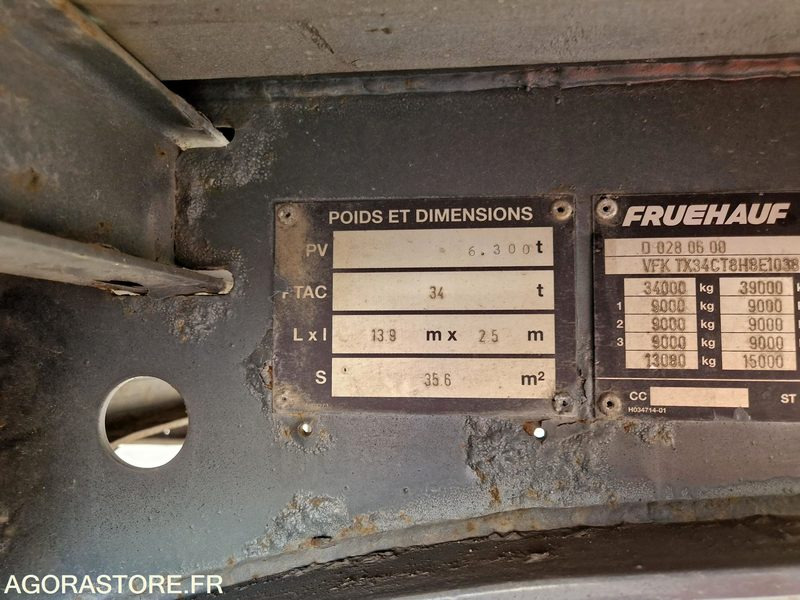 POIDS ET DIMENSIONS
PV 6.300 t
PTAC 34 t
L x l 13.9 m x 2.5 m
S 35.6 m²
FRUEHAUF
D 028 06 00
VFK TX34CT8H8E1038
34000 kg 39000 k
1 9000 kg 9000
2 9000 kg 9000
3 9000 kg 9000
13080 kg 15000
CC ST
H034714-01
AGORASTORE.FR